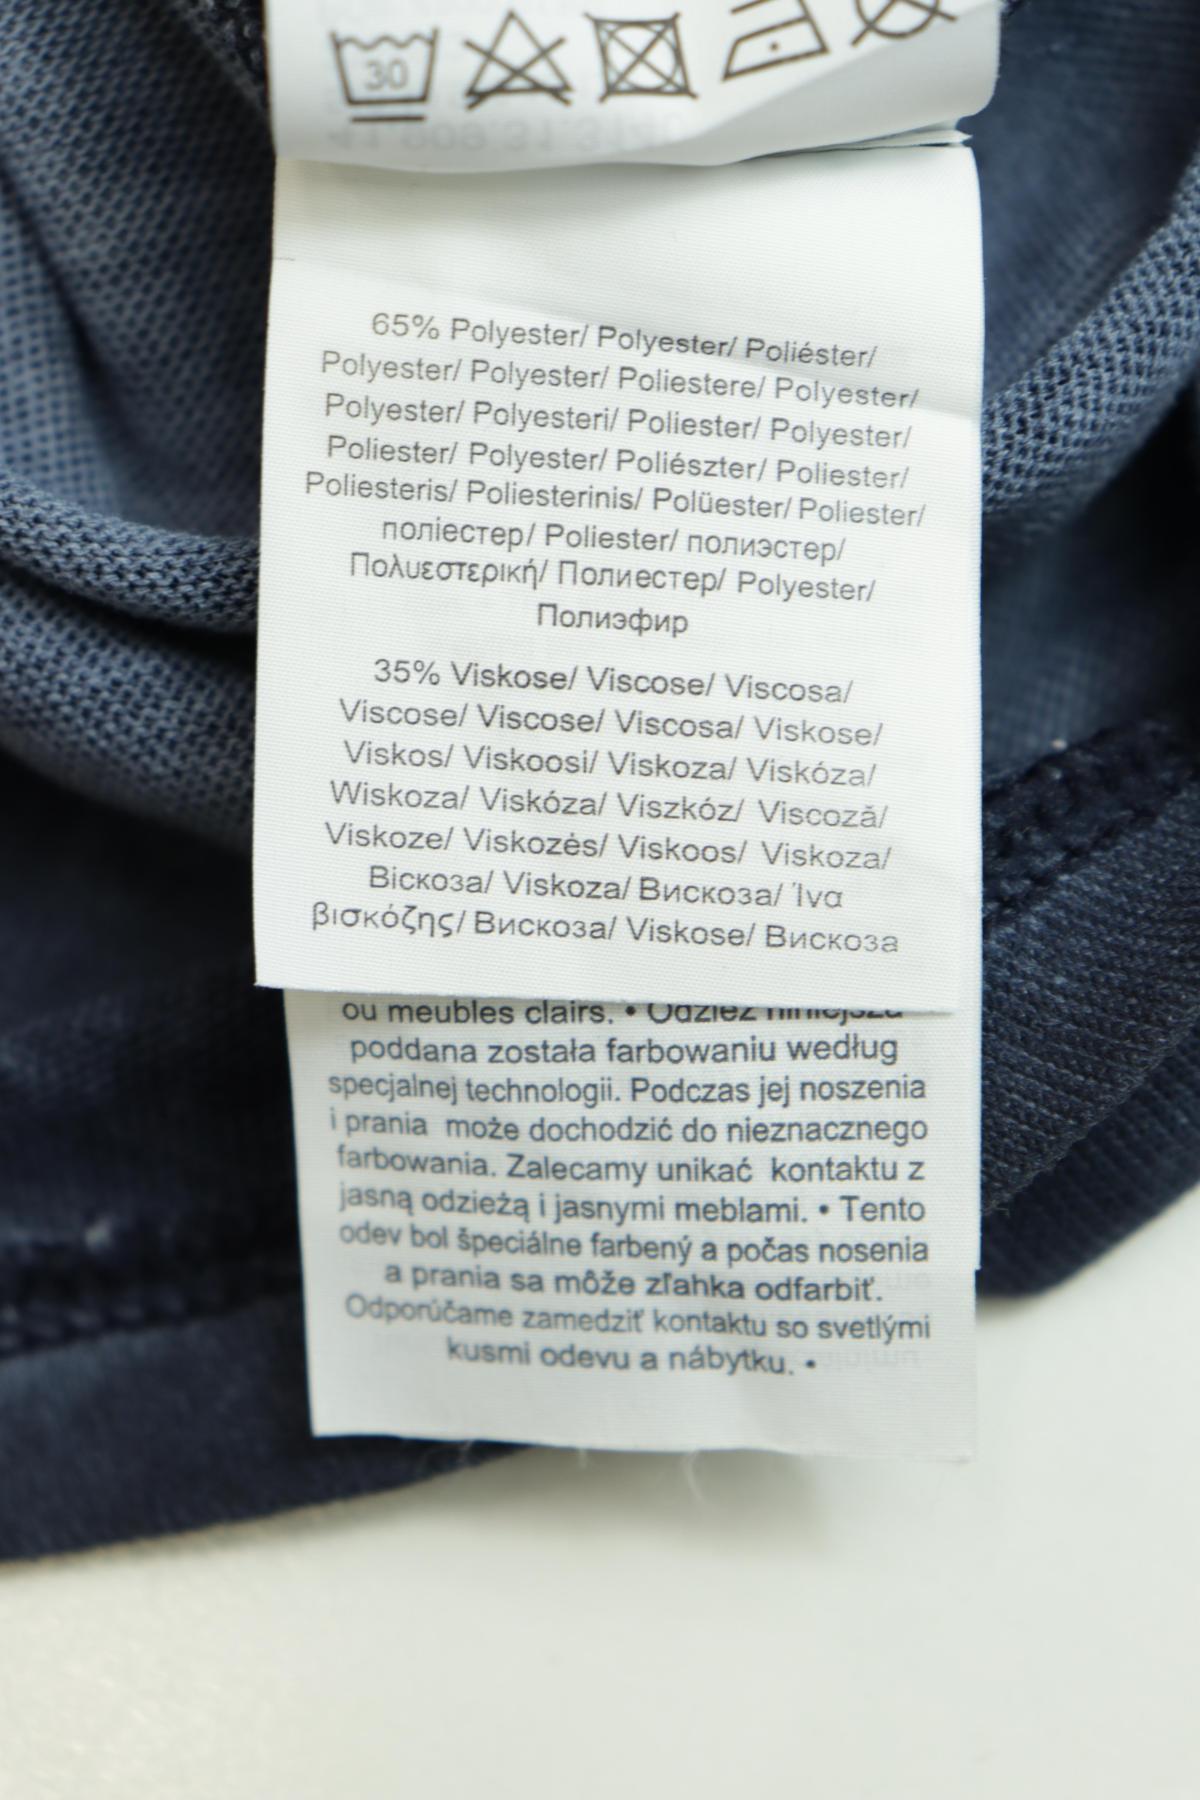 30
65% Polyester/ Polyester/ Poliéster/
Polyester/ Polyester/ Poliestere/ Polyester/
Polyester/ Polyesteri/ Poliester/ Polyester/
Poliester/ Polyester/ Poliészter/ Poliester/
Poliesteris/ Poliesterinis/ Polüester/ Poliester/
поліестер/ Poliester/ полиэстер/
Πολυεστερική/ Полиестер/ Polyester/
Полиэфир
35% Viskose/ Viscose/ Viscosa/
Viscose/ Viscose/ Viscosa/ Viskose/
Viskos/ Viskoosi/ Viskoza/ Viskóza/
Wiskoza/ Viskóza/ Viszkóz/ Viscoză/
Viskoze/ Viskozės/ Viskoos/ Viskoza/
Віскоза/ Viskoza/ Вискоза/ Ίνα
βισκόζης/ Вискоза/ Viskose/ Вискоза
ou meubles clairs. • Odzież niniejsza
poddana została farbowaniu według
specjalnej technologii. Podczas jej noszenia
i prania może dochodzić do nieznacznego
farbowania. Zalecamy unikać kontaktu z
jasną odzieżą i jasnymi meblami. • Tento
odev bol špeciálne farbený a počas nosenia
a prania sa môže zľahka odfarbiť.
Odporúčame zamedziť kontaktu so svetlými
kusmi odevu a nábytku. •